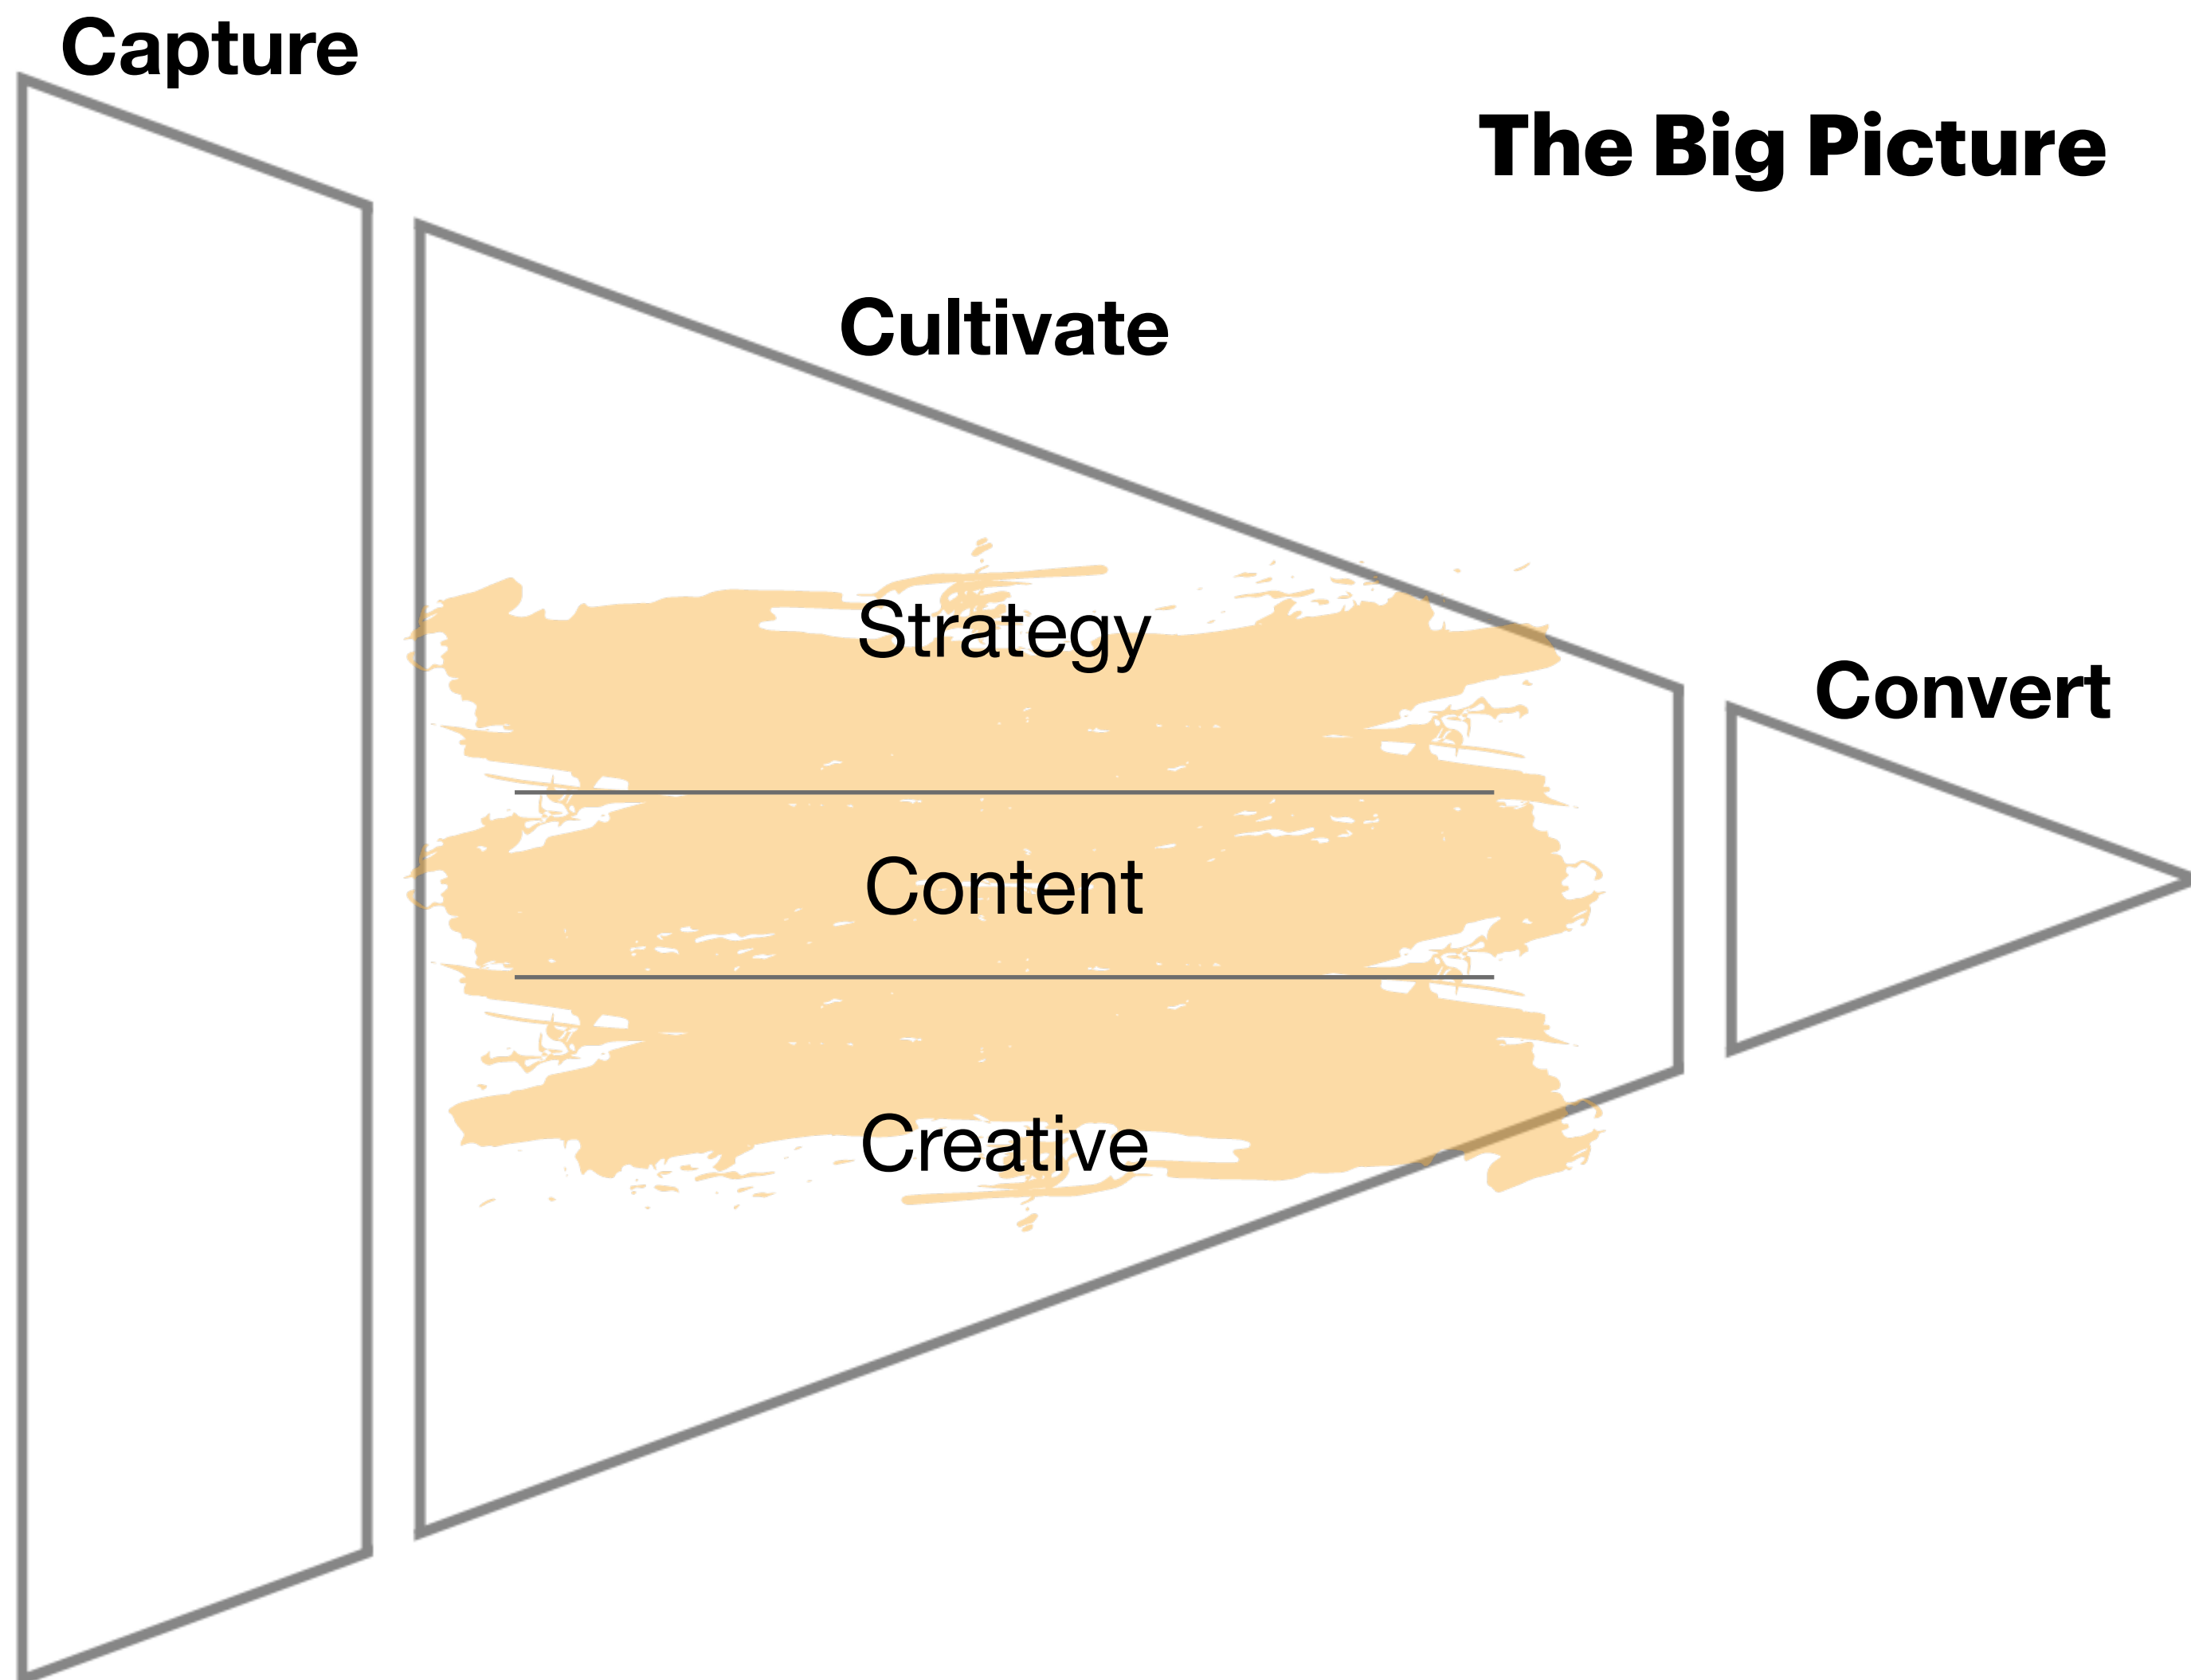 Capture
The Big Picture
Cultivate
Strategy
Convert
Content
Creative